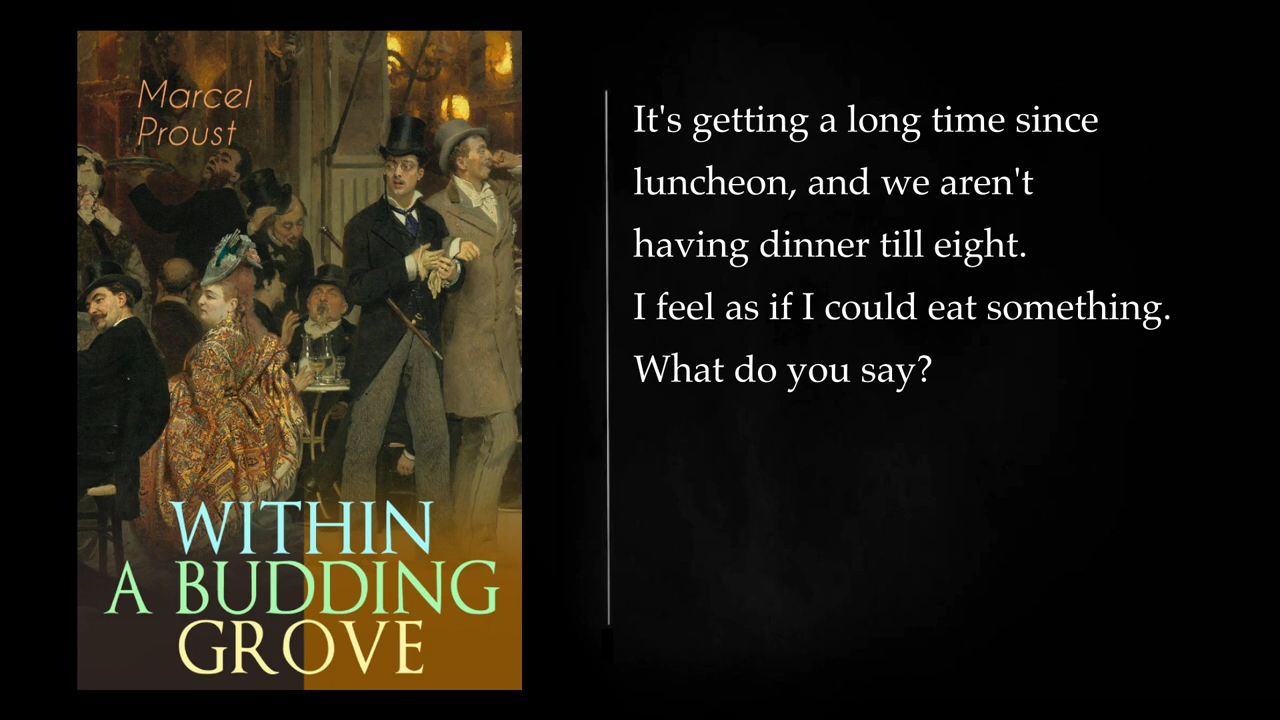 Marcel
Proust
WITHIN
A BUDDING
GROVE
It's getting a long time since
luncheon, and we aren't
having dinner till eight.
I feel as if I could eat something.
What do you say?